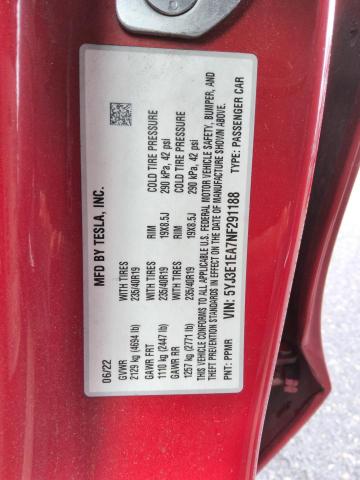 MFD BY TESLA, INC.
06/22
GVWR
2129 kg (4694 lb) WITH TIRES 235/40R19 RIM 19X8.5J COLD TIRE PRESSURE 290 kPa, 42 psi
GAWR FRT
1110 kg (2447 lb)
GAWR RR WITH TIRES RIM COLD TIRE PRESSURE
1257 kg (2771 lb) 235/40R19 19X8.5J 290 kPa, 42 psi
THIS VEHICLE CONFORMS TO ALL APPLICABLE U.S. FEDERAL MOTOR VEHICLE SAFETY, BUMPER, AND
THEFT PREVENTION STANDARDS IN EFFECT ON THE DATE OF MANUFACTURE SHOWN ABOVE.
PNT: PPMR VIN: 5YJ3E1EA7NF291188 TYPE: PASSENGER CAR